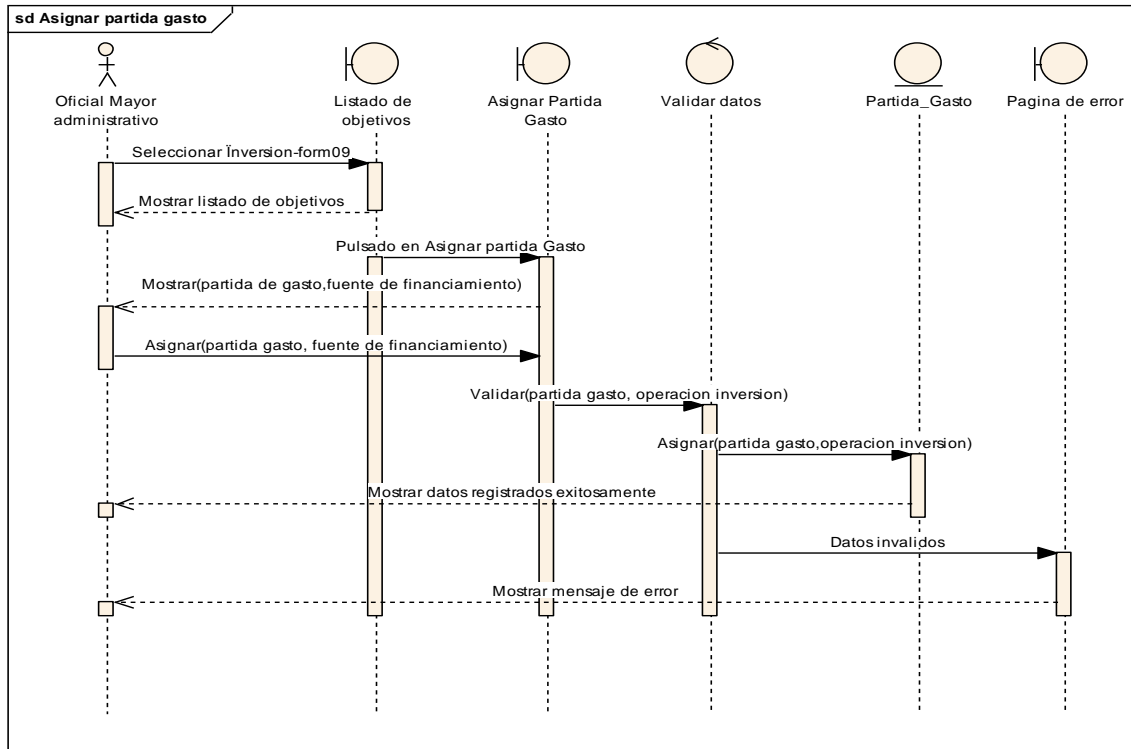 sd Asignar partida gasto
Oficial Mayor
administrativo
Listado de
objetivos
Asignar Partida
Gasto
Validar datos
Partida_Gasto
Pagina de error
Seleccionar Ïnversion-form09
Mostrar listado de objetivos
Pulsado en Asignar partida Gasto
Mostrar(partida de gasto,fuente de financiamiento)
Asignar(partida gasto, fuente de financiamiento)
Validar(partida gasto, operacion inversion)
Asignar(partida gasto,operacion inversion)
Mostrar datos registrados exitosamente
Datos invalidos
Mostrar mensaje de error